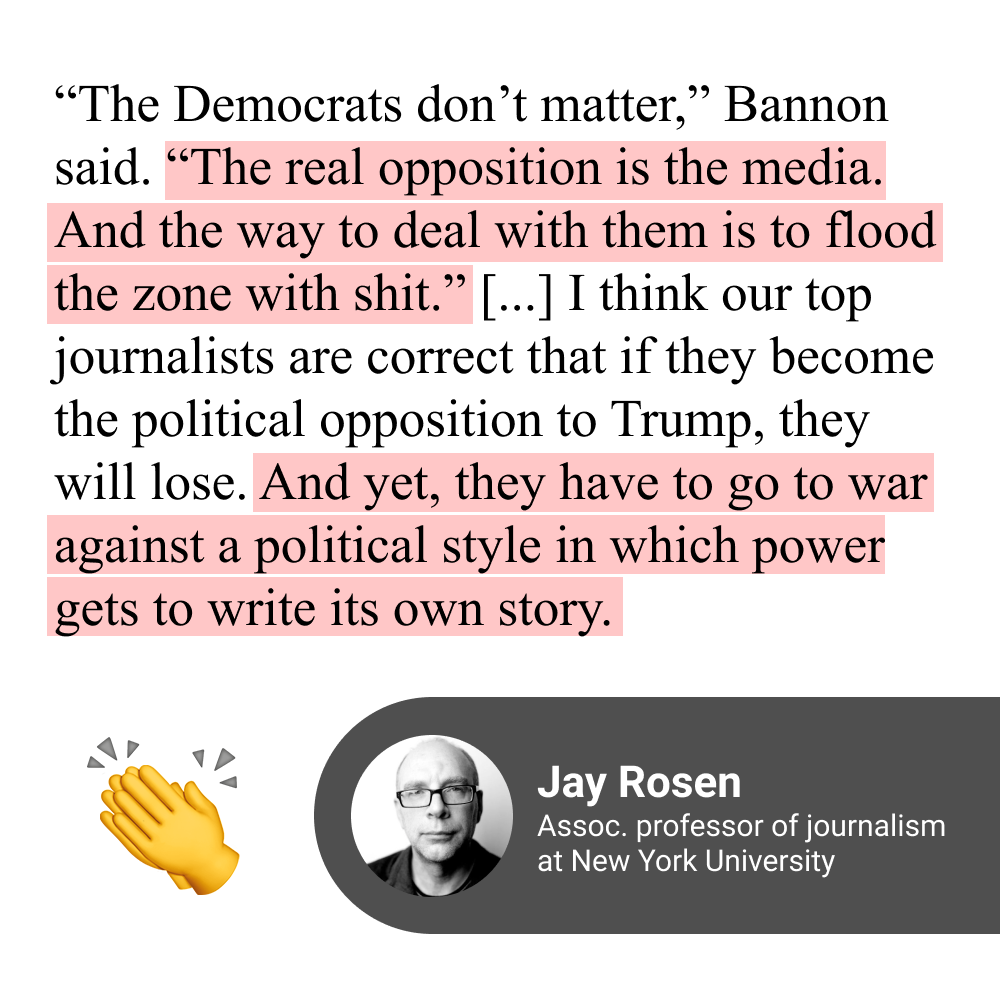 “The Democrats don’t matter,” Bannon
said. “The real opposition is the media.
And the way to deal with them is to flood
the zone with shit.” [...] I think our top
journalists are correct that if they become
the political opposition to Trump, they
will lose. And yet, they have to go to war
against a political style in which power
gets to write its own story.
Jay Rosen
Assoc. professor of journalism
at New York University